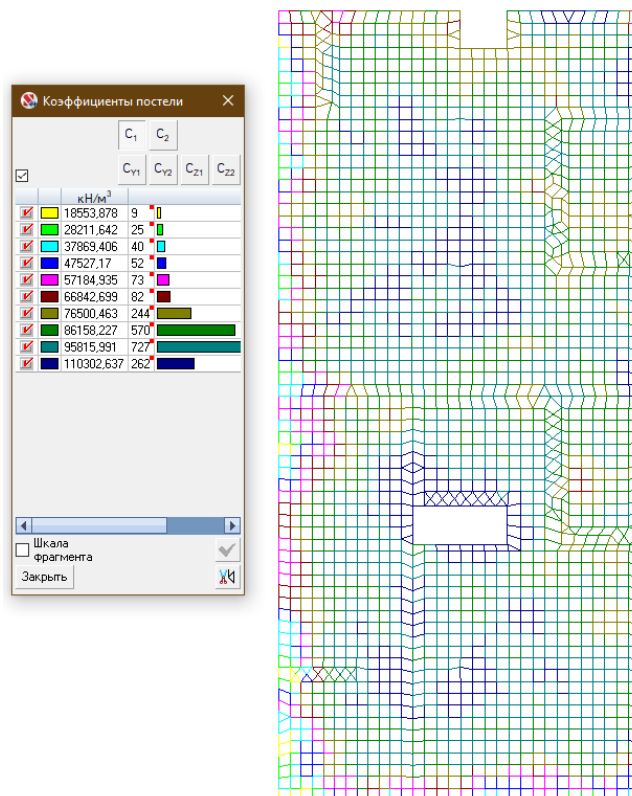 Коэффициенты постели
C1 C2
CY1 CY2 CZ1 CZ2
кН/м³
18553,878 9
28211,642 25
37869,406 40
47527,17 52
57184,935 73
66842,699 82
76500,463 244
86158,227 570
95815,991 727
110302,637 262
Шкала
фрагмента
Закрыть